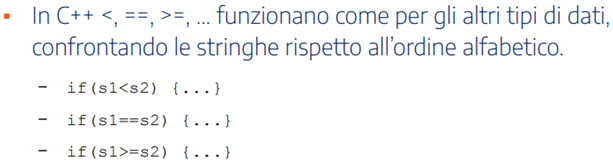 ▪ In C++ <, ==, >=, … funzionano come per gli altri tipi di dati,
confrontando le stringhe rispetto all'ordine alfabetico.
– if(s1<s2) {...}
– if(s1==s2) {...}
– if(s1>=s2) {...}